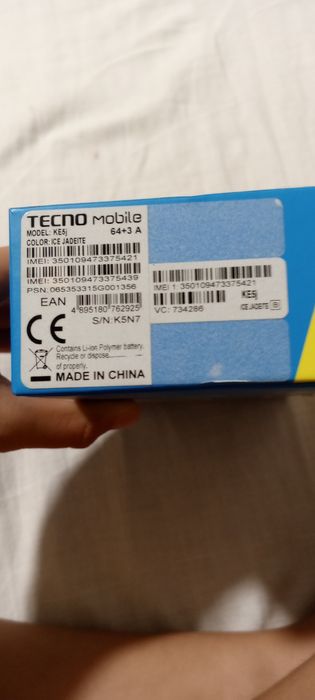 TECNO mobile
MODEL: KE5j 64+3 A
COLOR: ICE JADEITE
IMEI: 350109473375421
IMEI: 350109473375439
PSN: 065353315G001356
EAN
4 895180 762925
S/N: K5N7
CE
Contains Li-ion Polymer battery.
Recycle or dispose
of properly.
MADE IN CHINA
IMEI 1: 350109473375421
KE5j
VC: 734286
ICE JADEITE